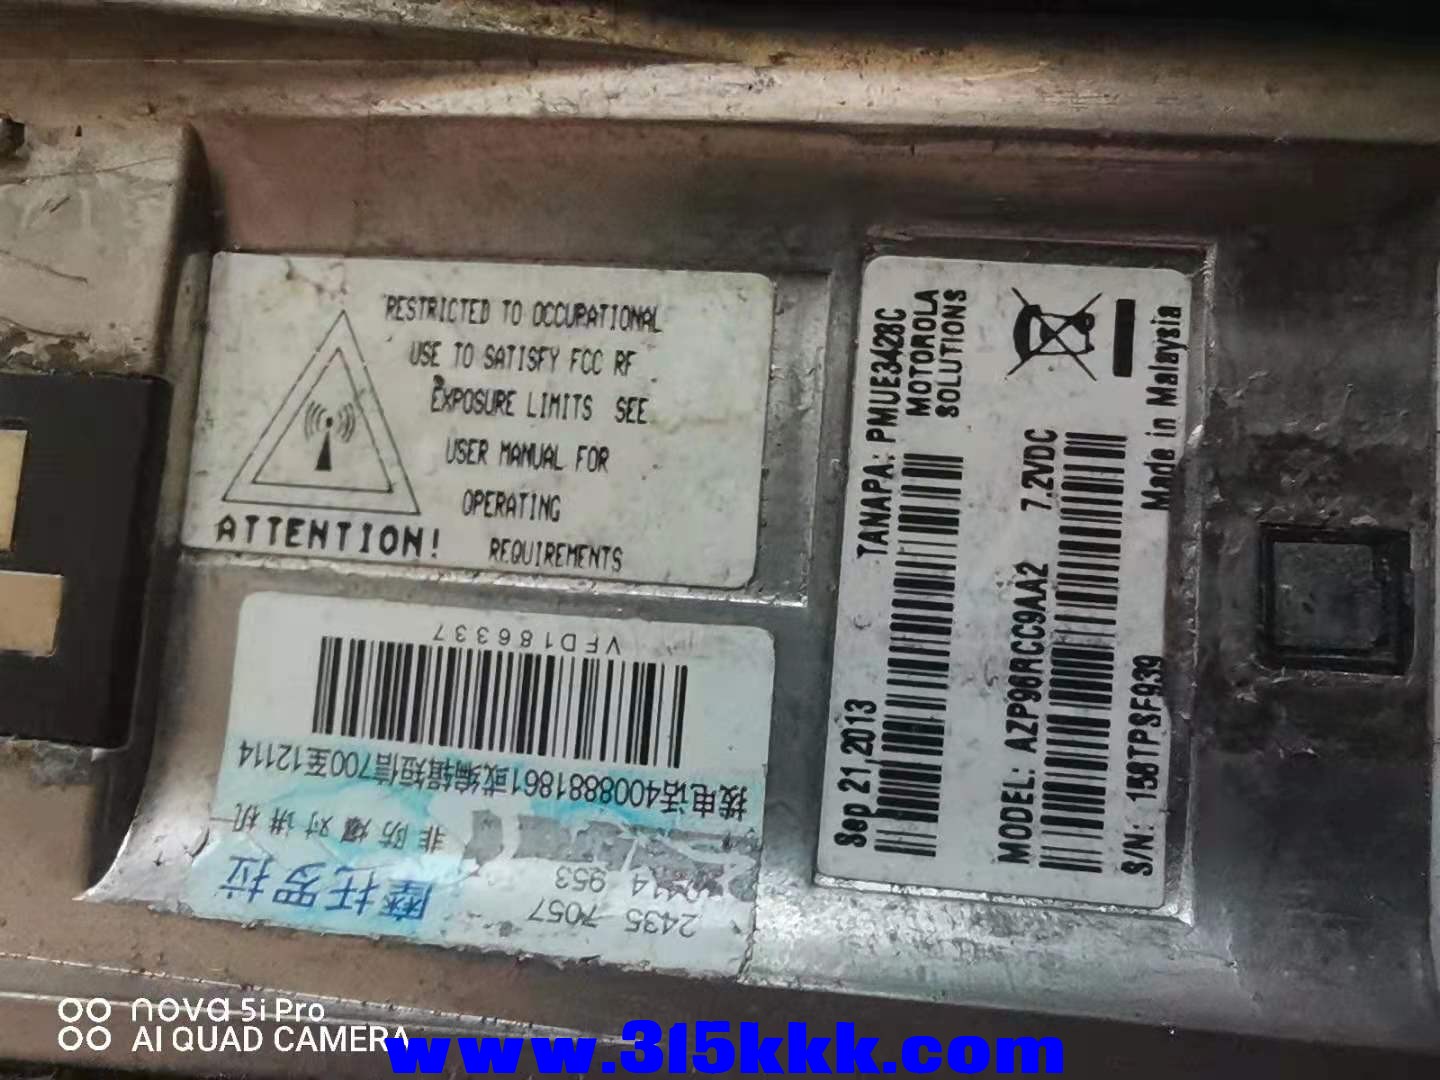 RESTRICTED TO OCCUPATIONAL
USE TO SATISFY FCC RF
EXPOSURE LIMITS SEE
USER MANUAL FOR
OPERATING
REQUIREMENTS
ATTENTION!
TANAPA: PMUE3428C
MOTOROLA
SOLUTIONS
Sep 21,2013
MODEL: AZP96RCC9AA2 7.2VDC
S/N: 158TPSF939
Made in Malaysia
2435 7057
953
摩托罗拉
非防爆对讲机
拨电话4008881861或编辑短信700至12114
VFD186337
nova 5i Pro
AI QUAD CAMERA
www.315kkk.com